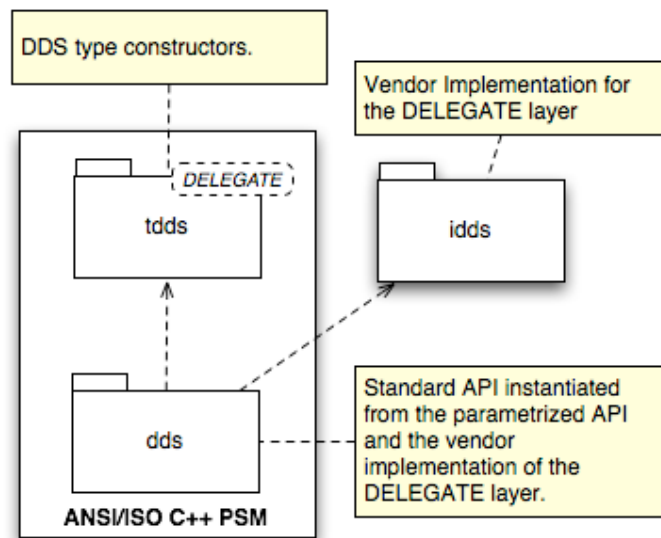 DDS type constructors.
Vendor Implementation for
the DELEGATE layer
DELEGATE
tdds
idds
dds
Standard API instantiated
from the parametrized API
and the vendor
implementation of the
DELEGATE layer.
ANSI/ISO C++ PSM